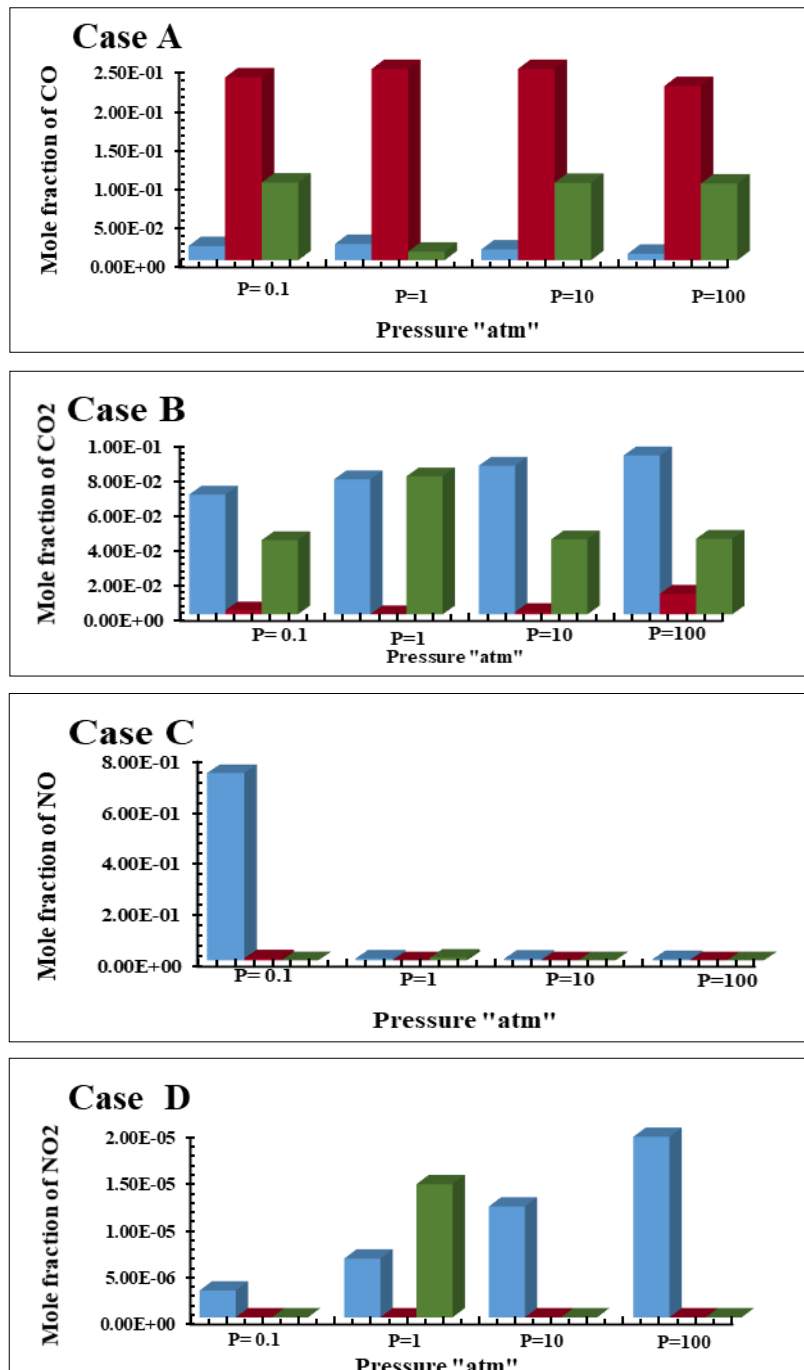 Case A
Mole fraction of CO
2.50E-01
2.00E-01
1.50E-01
1.00E-01
5.00E-02
0.00E+00
P= 0.1
P=1
P=10
P=100
Pressure "atm"
Case B
Mole fraction of CO2
1.00E-01
8.00E-02
6.00E-02
4.00E-02
2.00E-02
0.00E+00
P= 0.1
P=1
P=10
P=100
Pressure "atm"
Case C
Mole fraction of NO
8.00E-01
6.00E-01
4.00E-01
2.00E-01
0.00E+00
P= 0.1
P=1
P=10
P=100
Pressure "atm"
Case D
Mole fraction of NO2
2.00E-05
1.50E-05
1.00E-05
5.00E-06
0.00E+00
P= 0.1
P=1
P=10
P=100
Pressure "atm"